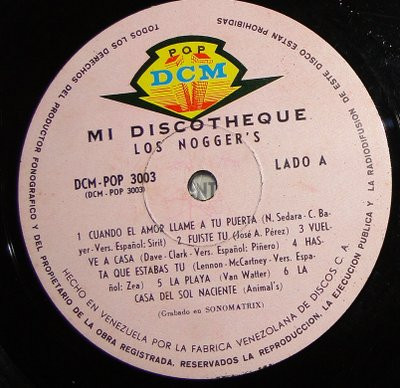 POP
DCM
MI DISCOTHEQUE
LOS NOGGER'S
DCM-POP 3003
(DCM-POP 3003)
LADO A
1 CUANDO EL AMOR LLAME A TU PUERTA (N. Sedara- C. Ba-
yer- Vers. Español: Sirit) 2 FUISTE TU (José A. Pérez) 3 VUEL-
VE A CASA (Dave - Clark - Vers. Español: Piñero) 4 HAS-
TA QUE ESTABAS TU (Lennon - McCartney - Vers. Espa-
ñol: Zea) 5 LA PLAYA (Van Watter) 6 LA
CASA DEL SOL NACIENTE (Animal's)
(Grabado en SONOMATRIX)
HECHO EN VENEZUELA POR LA FABRICA VENEZOLANA DE DISCOS C. A.
TODOS LOS DERECHOS DEL PRODUCTOR FONOGRAFICO Y DEL PROPIETARIO DE LA OBRA REGISTRADA. RESERVADOS LA REPRODUCCION, LA EJECUCION PUBLICA Y LA RADIODIFUSION DE ESTE DISCO ESTAN PROHIBIDAS